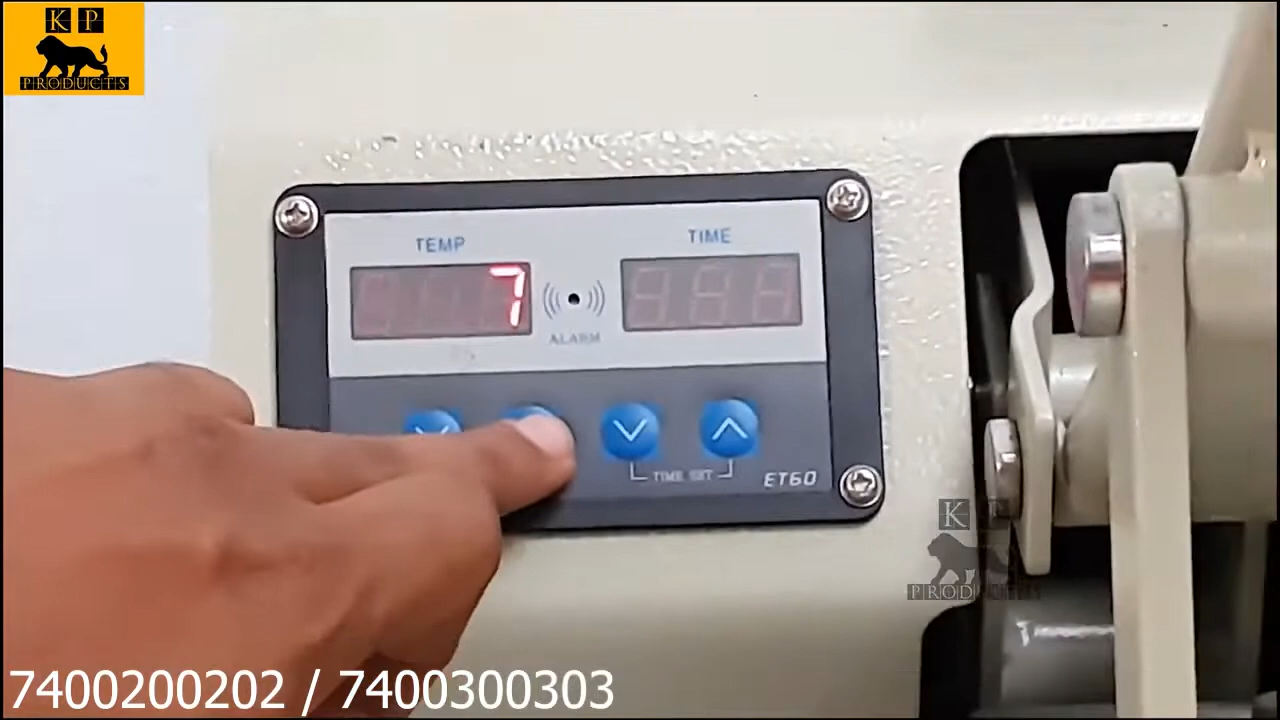 K P
PRODUCTS
TEMP
TIME
7
ALARM
TIME SET
ET60
K P
PRODUCTS
7400200202 / 7400300303